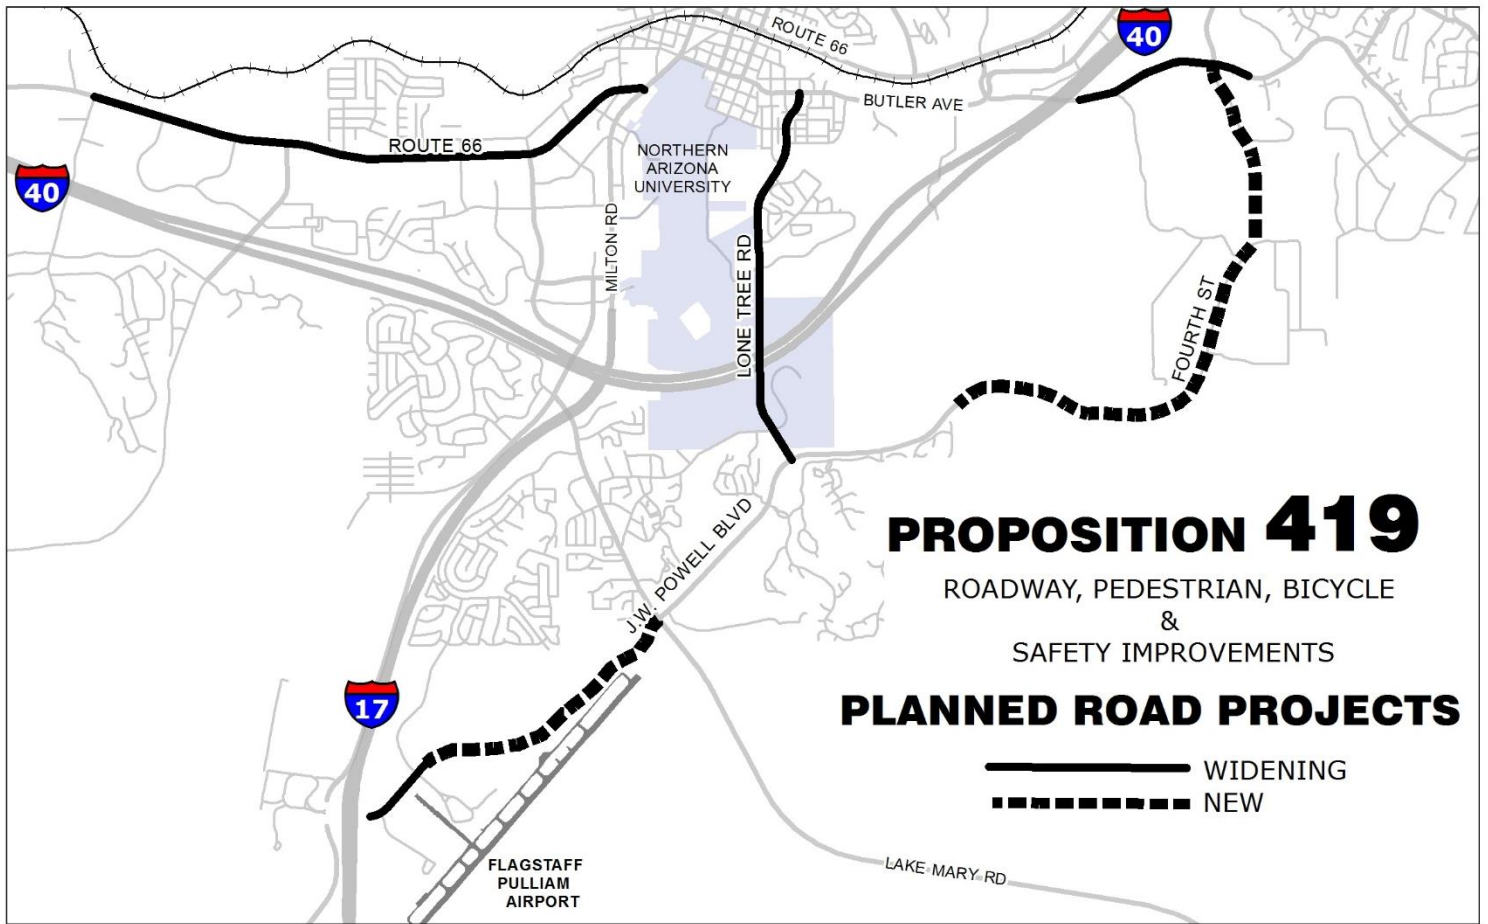 ROUTE 66
40
BUTLER AVE
ROUTE 66
NORTHERN
ARIZONA
UNIVERSITY
40
MILTON RD
LONE TREE RD
FOURTH ST
J.W. POWELL BLVD
PROPOSITION 419
ROADWAY, PEDESTRIAN, BICYCLE
&
SAFETY IMPROVEMENTS
PLANNED ROAD PROJECTS
WIDENING
NEW
17
FLAGSTAFF
PULLIAM
AIRPORT
LAKE MARY RD